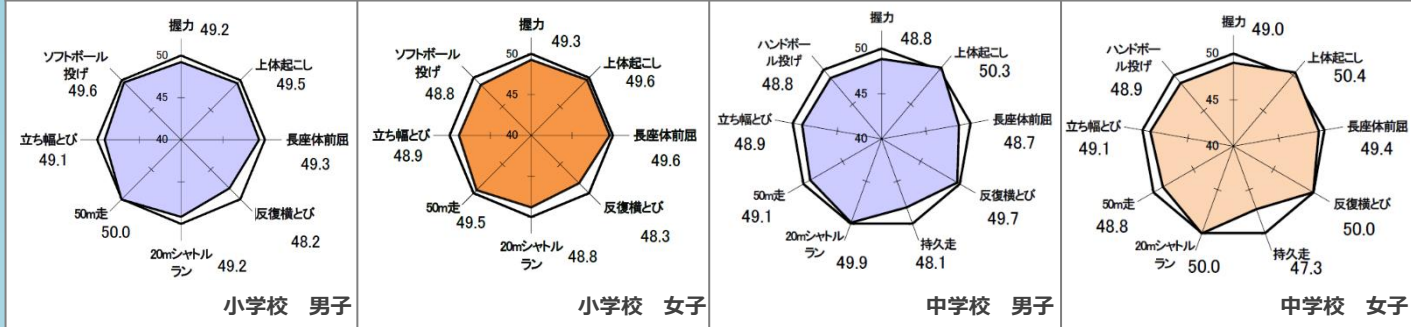 握力 49.2
50
上体起こし
49.5
長座体前屈
49.3
反復横とび
48.2
20mシャトル
ラン 49.2
50m走
50.0
立ち幅とび
49.1
ソフトボール
投げ
49.6
45
40
小学校 男子
握力 49.3
50
上体起こし
49.6
長座体前屈
49.6
反復横とび
48.3
20mシャトル
ラン 48.8
50m走
49.5
立ち幅とび
48.9
ソフトボール
投げ
48.8
45
40
小学校 女子
握力
48.8
50
上体起こし
50.3
長座体前屈
48.7
反復横とび
49.7
持久走
48.1
20mシャトル
ラン 49.9
50m走
49.1
立ち幅とび
48.9
ハンドボー
ル投げ
48.8
45
40
中学校 男子
握力
49.0
50
上体起こし
50.4
長座体前屈
49.4
反復横とび
50.0
持久走
47.3
20mシャトル
ラン 50.0
50m走
48.8
立ち幅とび
49.1
ハンドボー
ル投げ
48.9
45
40
中学校 女子